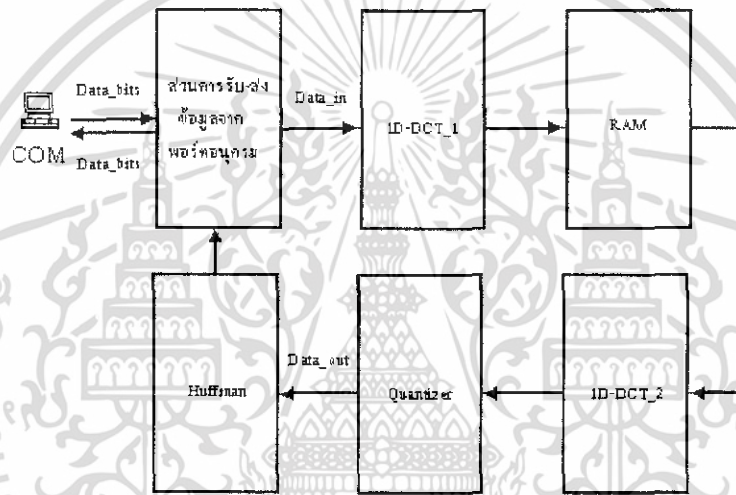 Data_bits
COM
Data_bits
ส่วนการรับ-ส่ง
ข้อมูลจาก
พอร์ตอนุกรม
Data_in
1D-DCT_1
RAM
Huffman
Data_out
Quantizer
1D-DCT_2